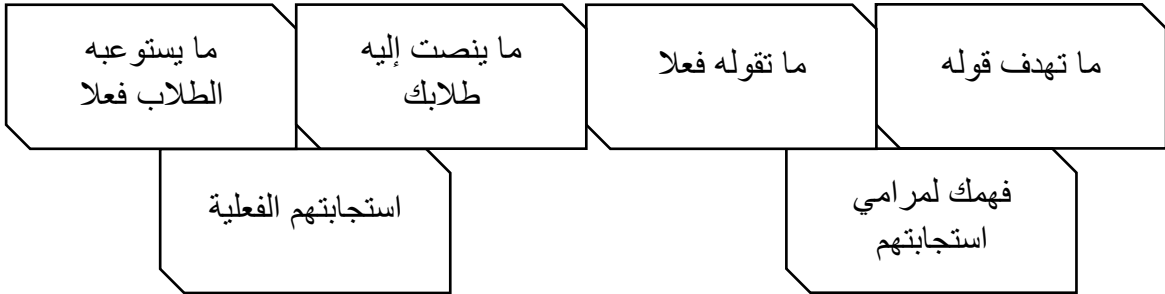 ما تهدف قوله
ما تقوله فعلا
ما ينصت إليه
طلابك
ما يستوعبه
الطلاب فعلا
فهمك لمرامي
استجابتهم
استجابتهم الفعلية